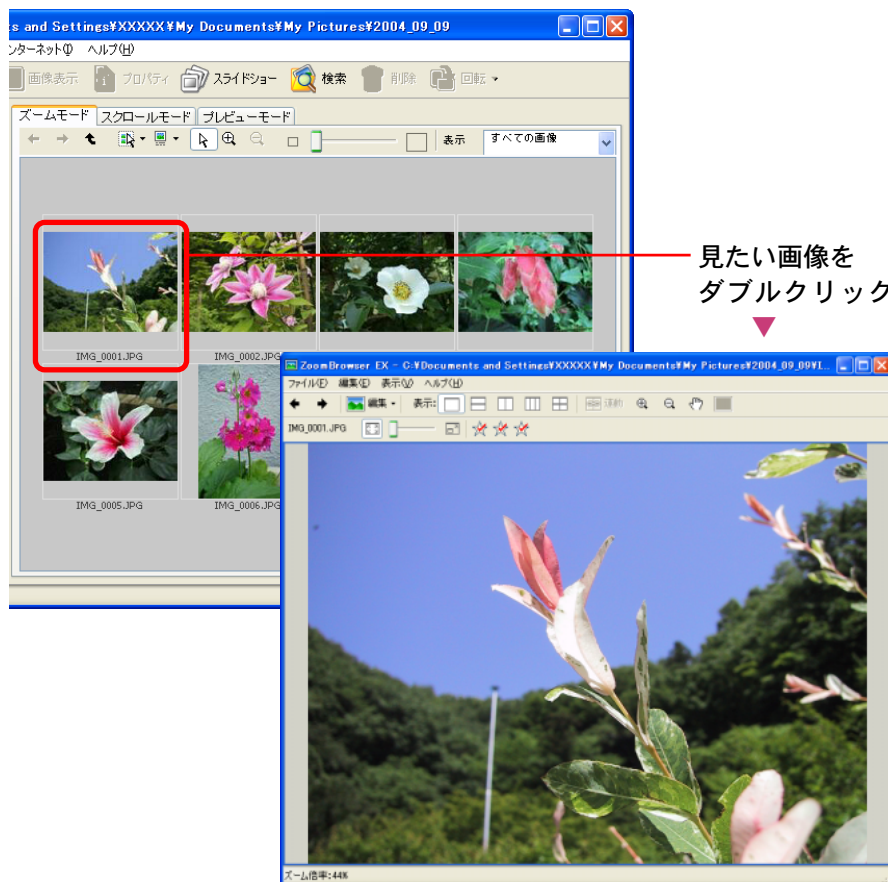 s and Settings¥XXXXX¥My Documents¥My Pictures¥2004_09_09
ンターネット(I) ヘルプ(H)
画像表示 プロパティ スライドショー 検索 削除 回転
ズームモード スクロールモード プレビューモード
表示 すべての画像
IMG_0001.JPG IMG_0002.JPG
見たい画像を
ダブルクリック
▼
ZoomBrowser EX - C:¥Documents and Settings¥XXXXX¥My Documents¥My Pictures¥2004_09_09¥I...
ファイル(F) 編集(E) 表示(V) ヘルプ(H)
編集 表示:
IMG_0001.JPG
IMG_0005.JPG IMG_0006.JPG
ズーム倍率:44%